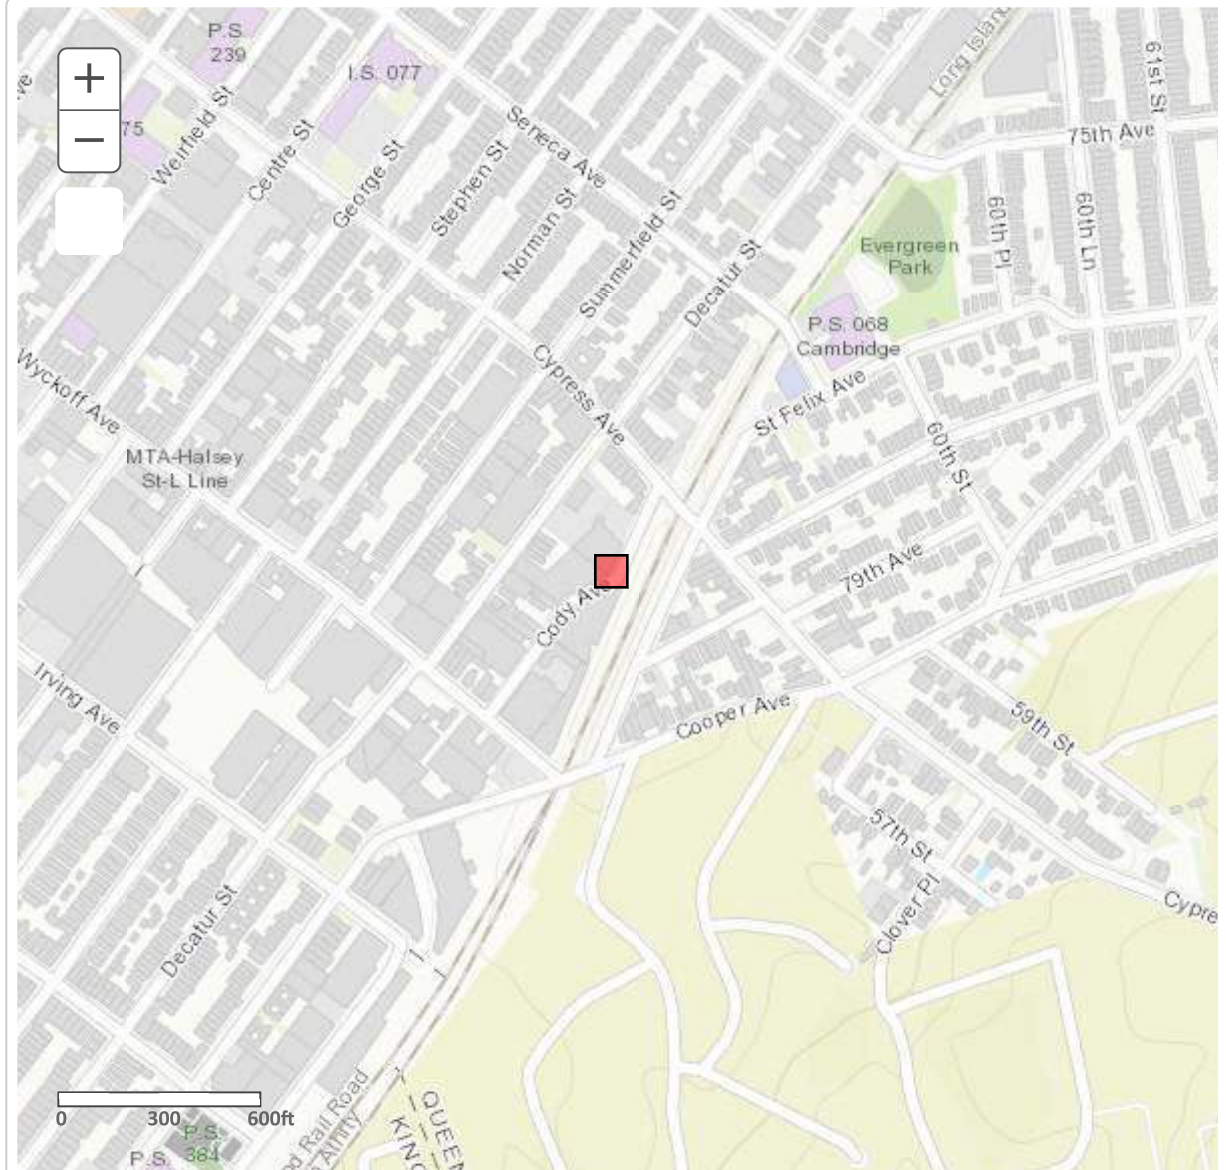 P.S.
239
I.S. 077
Long Island
61st St
+
75
Weirfield St
Centre St
George St
Stephen St
Seneca Ave
75th Ave
−
Norman St
Summerfield St
Decatur St
Evergreen
Park
60th Pl
60th Ln
P.S. 068
Cambridge
Wyckoff Ave
Cypress Ave
St Felix Ave
60th St
MTA-Halsey
St-L Line
79th Ave
Cody Ave
Irving Ave
Cooper Ave
59th St
57th St
Clover Pl
Cypre
Decatur St
0 300 600ft
Rail Road
QUEEN
KING
P.S.
384
P.S.